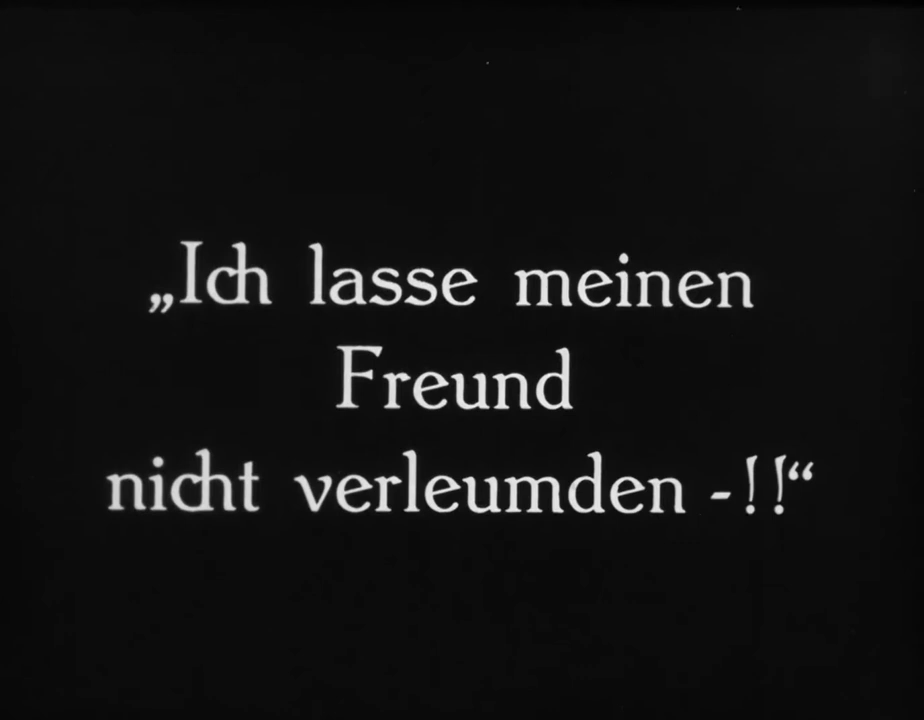 „Ich lasse meinen
Freund
nicht verleumden -!!“